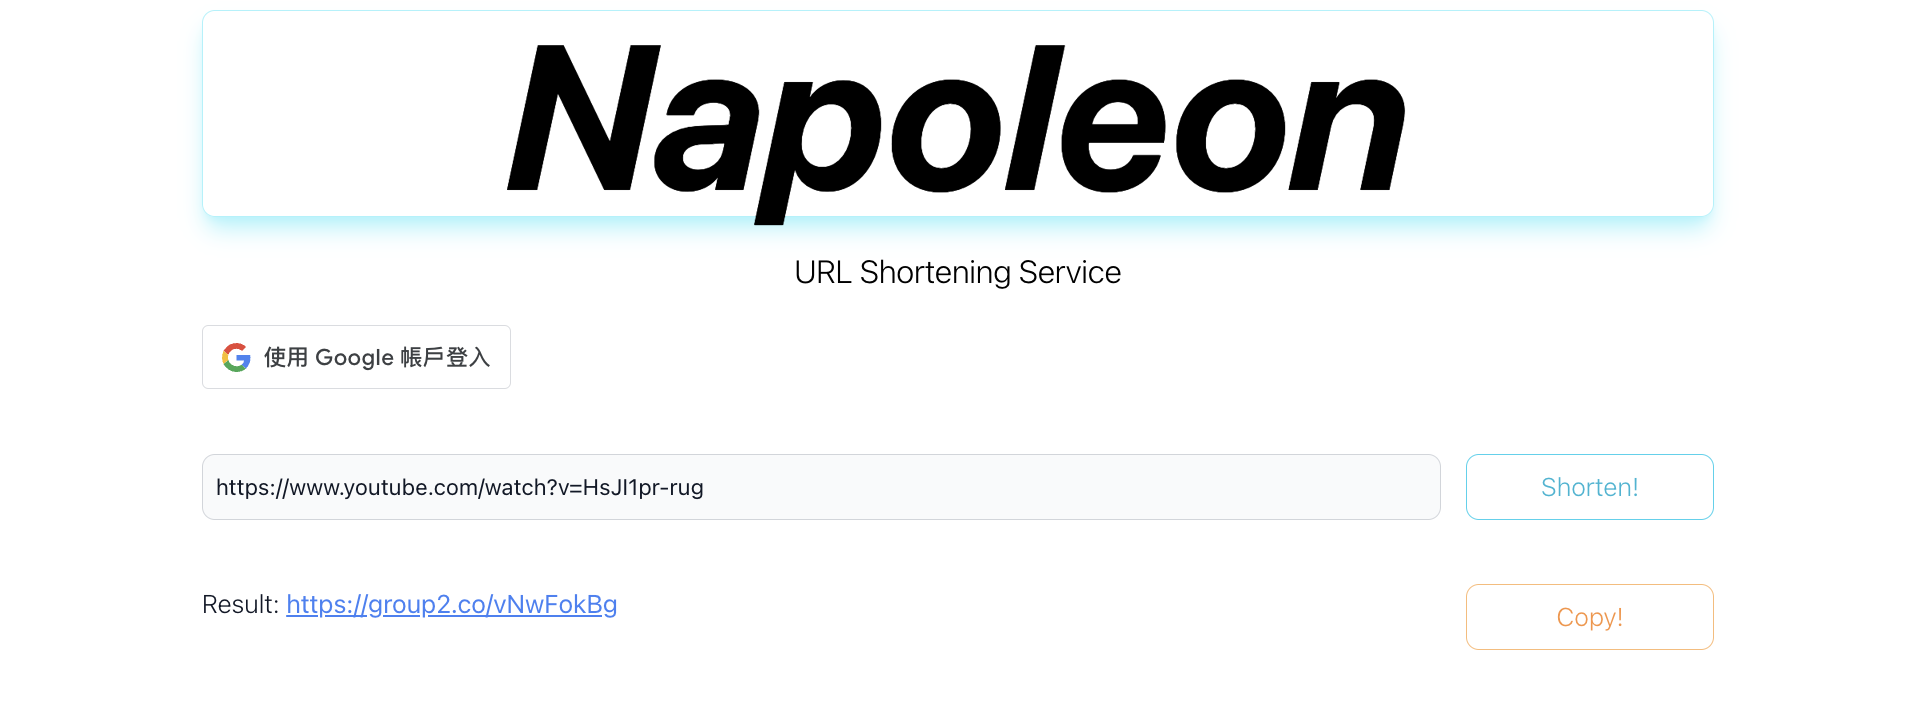 Napoleon
URL Shortening Service
使用 Google 帳戶登入
https://www.youtube.com/watch?v=HsJI1pr-rug
Shorten!
Result: https://group2.co/vNwFokBg
Copy!